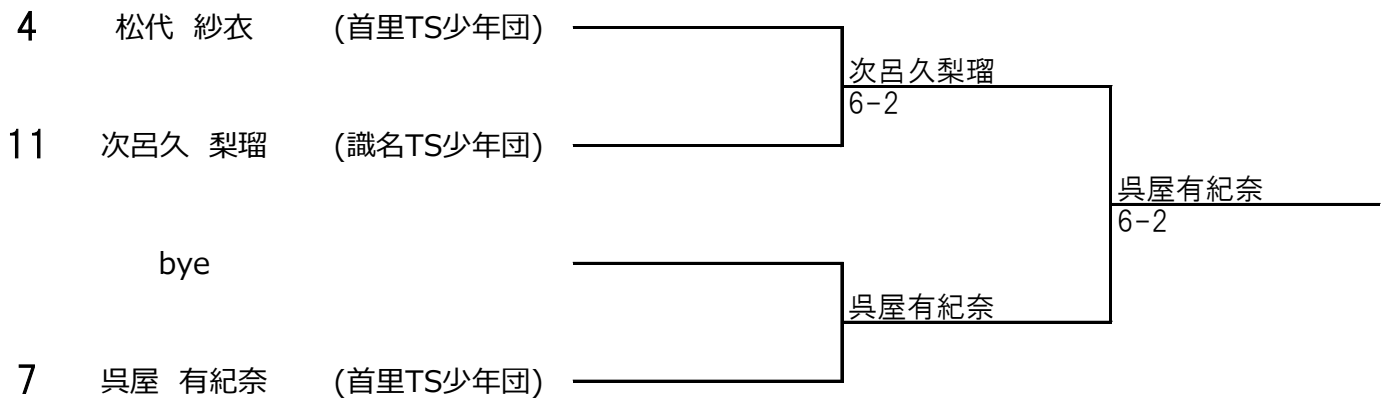 4 松代 紗衣 (首里TS少年団)
次呂久梨瑠
6-2
11 次呂久 梨瑠 (識名TS少年団)
呉屋有紀奈
6-2
bye
呉屋有紀奈
7 呉屋 有紀奈 (首里TS少年団)